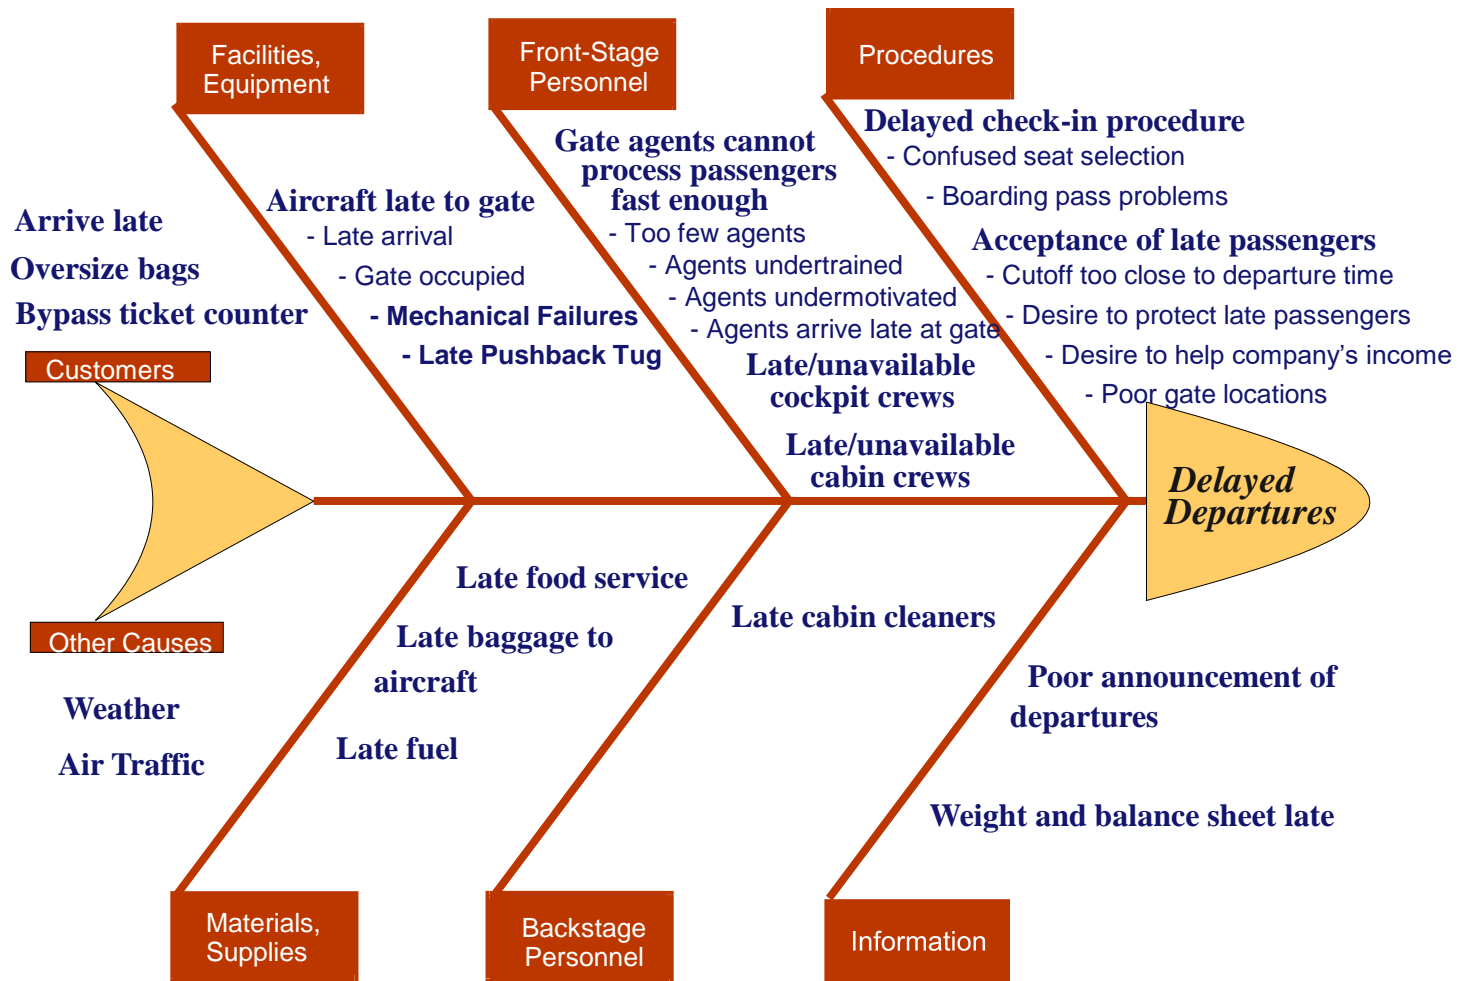 Facilities,
Equipment
Front-Stage
Personnel
Procedures
Arrive late
Oversize bags
Bypass ticket counter
Customers
Aircraft late to gate
- Late arrival
- Gate occupied
- Mechanical Failures
- Late Pushback Tug
Gate agents cannot
process passengers
fast enough
- Too few agents
- Agents undertrained
- Agents undermotivated
- Agents arrive late at gate
Late/unavailable
cockpit crews
Late/unavailable
cabin crews
Delayed check-in procedure
- Confused seat selection
- Boarding pass problems
Acceptance of late passengers
- Cutoff too close to departure time
- Desire to protect late passengers
- Desire to help company’s income
- Poor gate locations
Delayed
Departures
Other Causes
Weather
Air Traffic
Late food service
Late baggage to
aircraft
Late fuel
Late cabin cleaners
Poor announcement of
departures
Weight and balance sheet late
Materials,
Supplies
Backstage
Personnel
Information